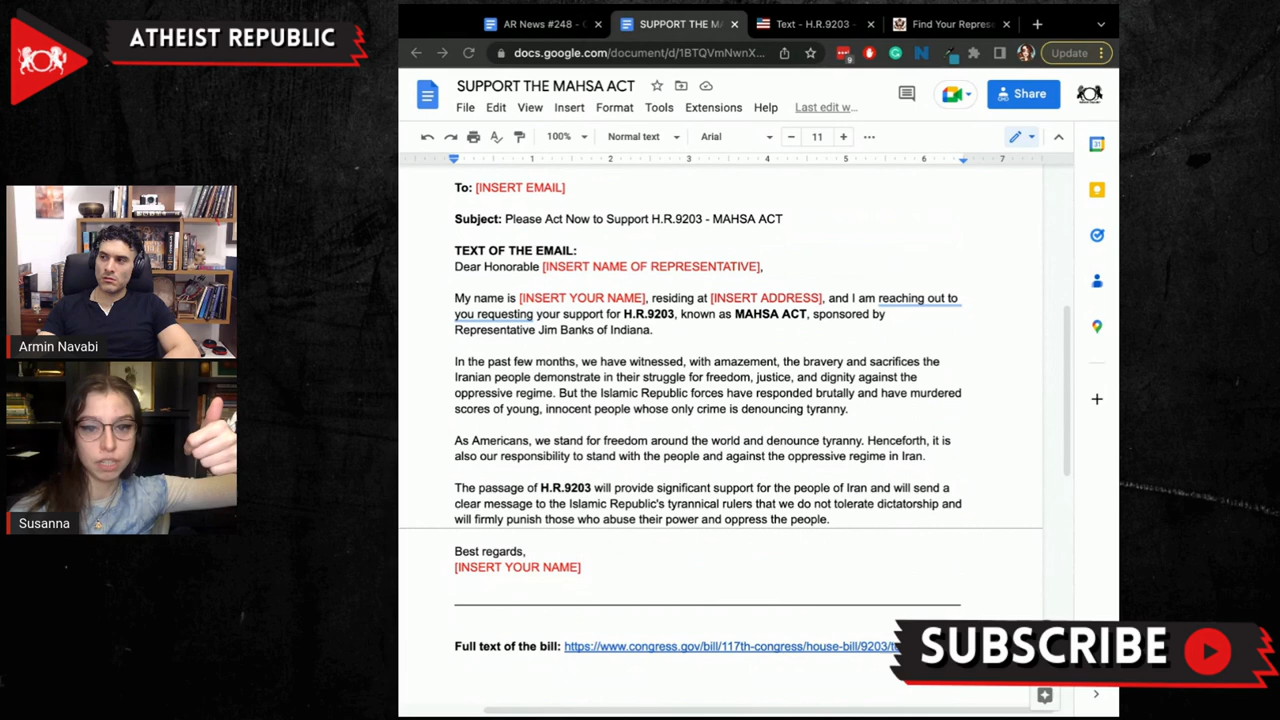 ATHEIST REPUBLIC
AR News #248 -
SUPPORT THE MA
Text - H.R.9203
Find Your Repres
docs.google.com/document/d/1BTQVmNwnX...
9
Update
SUPPORT THE MAHSA ACT
File Edit View Insert Format Tools Extensions Help Last edit w...
Share
100% Normal text Arial 11
1 2 3 4 5 6 7
31
To: [INSERT EMAIL]
Subject: Please Act Now to Support H.R.9203 - MAHSA ACT
TEXT OF THE EMAIL:
Dear Honorable [INSERT NAME OF REPRESENTATIVE],
My name is [INSERT YOUR NAME], residing at [INSERT ADDRESS], and I am reaching out to
you requesting your support for H.R.9203, known as MAHSA ACT, sponsored by
Representative Jim Banks of Indiana.
In the past few months, we have witnessed, with amazement, the bravery and sacrifices the
Iranian people demonstrate in their struggle for freedom, justice, and dignity against the
oppressive regime. But the Islamic Republic forces have responded brutally and have murdered
scores of young, innocent people whose only crime is denouncing tyranny.
As Americans, we stand for freedom around the world and denounce tyranny. Henceforth, it is
also our responsibility to stand with the people and against the oppressive regime in Iran.
The passage of H.R.9203 will provide significant support for the people of Iran and will send a
clear message to the Islamic Republic's tyrannical rulers that we do not tolerate dictatorship and
will firmly punish those who abuse their power and oppress the people.
Best regards,
[INSERT YOUR NAME]
Full text of the bill: https://www.congress.gov/bill/117th-congress/house-bill/9203/t
Armin Navabi
Susanna
SUBSCRIBE